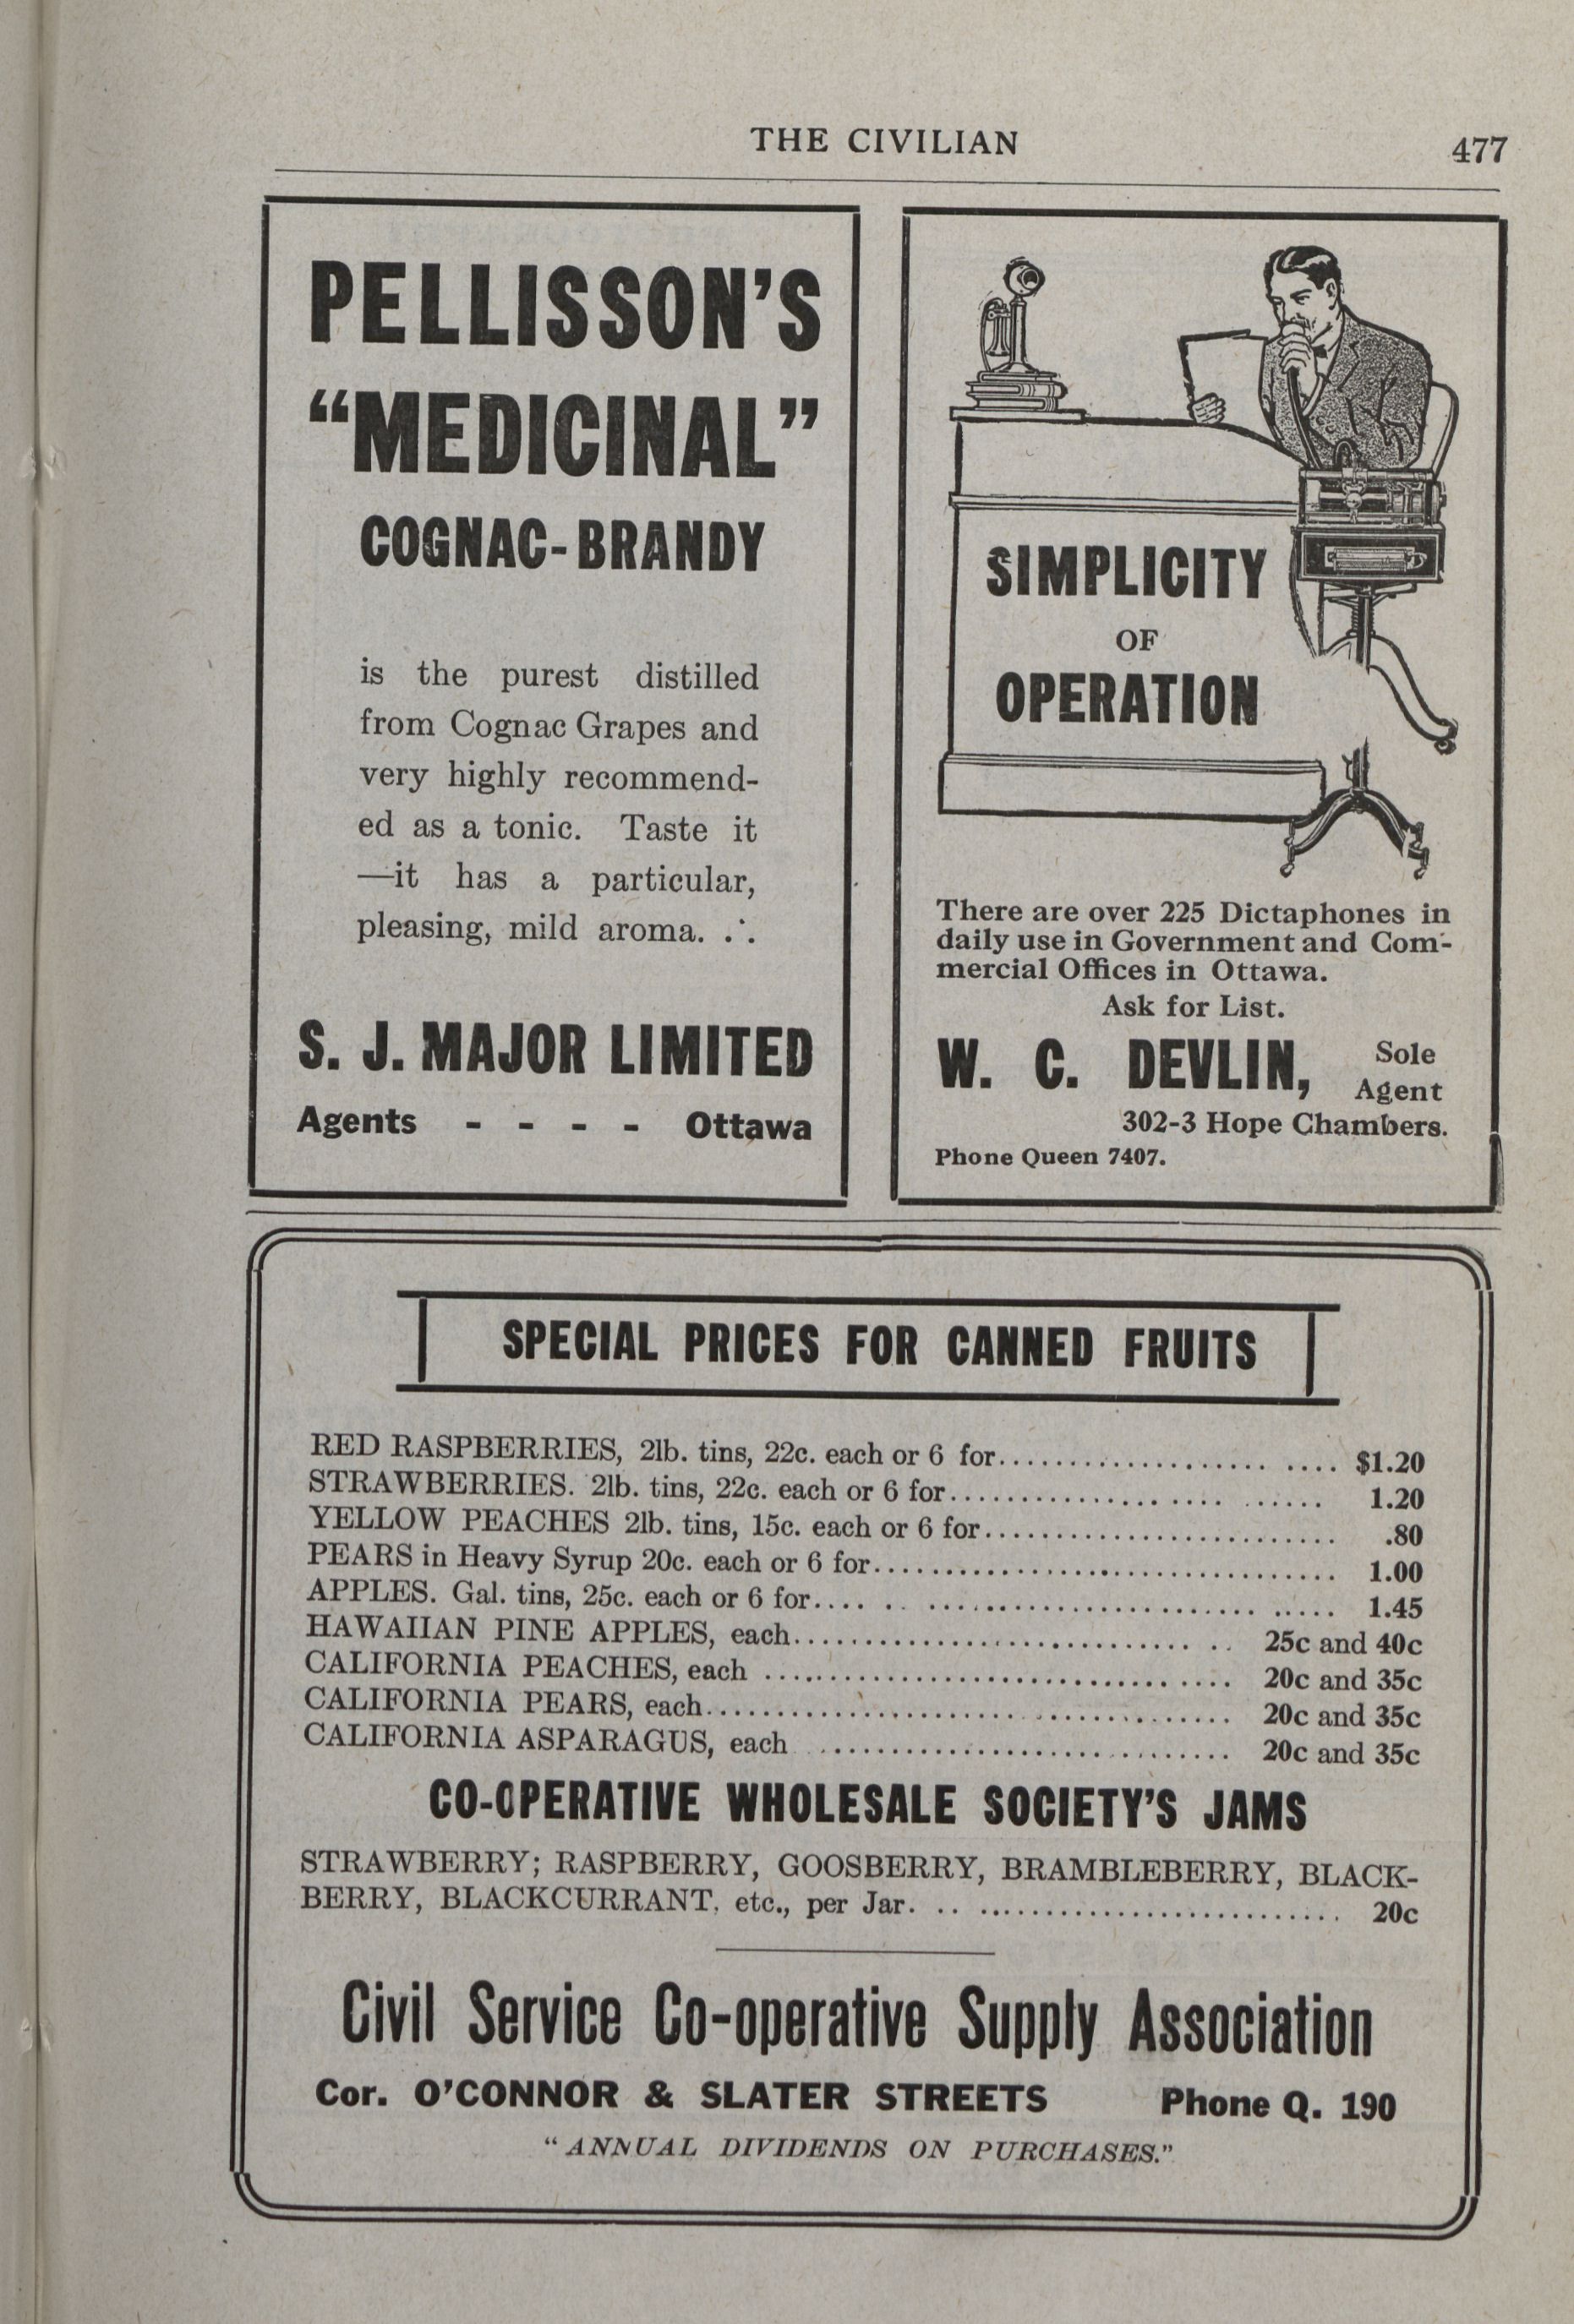 THE CIVILIAN
477
PELLISSON'S
"MEDICINAL"
COGNAC-BRANDY
is the purest distilled
from Cognac Grapes and
very highly recommend-
ed as a tonic. Taste it
—it has a particular,
pleasing, mild aroma. ∴
S. J. MAJOR LIMITED
Agents - - - - Ottawa
SIMPLICITY
OF
OPERATION
There are over 225 Dictaphones in
daily use in Government and Com-
mercial Offices in Ottawa.
Ask for List.
W. C. DEVLIN, Sole
Agent
302-3 Hope Chambers.
Phone Queen 7407.
SPECIAL PRICES FOR CANNED FRUITS
RED RASPBERRIES, 2lb. tins, 22c. each or 6 for........................ $1.20
STRAWBERRIES. 2lb. tins, 22c. each or 6 for........................ 1.20
YELLOW PEACHES 2lb. tins, 15c. each or 6 for........................ .80
PEARS in Heavy Syrup 20c. each or 6 for........................ 1.00
APPLES. Gal. tins, 25c. each or 6 for........................ 1.45
HAWAIIAN PINE APPLES, each........................ 25c and 40c
CALIFORNIA PEACHES, each ........................ 20c and 35c
CALIFORNIA PEARS, each........................ 20c and 35c
CALIFORNIA ASPARAGUS, each ........................ 20c and 35c
CO-OPERATIVE WHOLESALE SOCIETY'S JAMS
STRAWBERRY; RASPBERRY, GOOSBERRY, BRAMBLEBERRY, BLACK-
BERRY, BLACKCURRANT, etc., per Jar. ........................ 20c
Civil Service Co-operative Supply Association
Cor. O'CONNOR & SLATER STREETS Phone Q. 190
"ANNUAL DIVIDENDS ON PURCHASES."